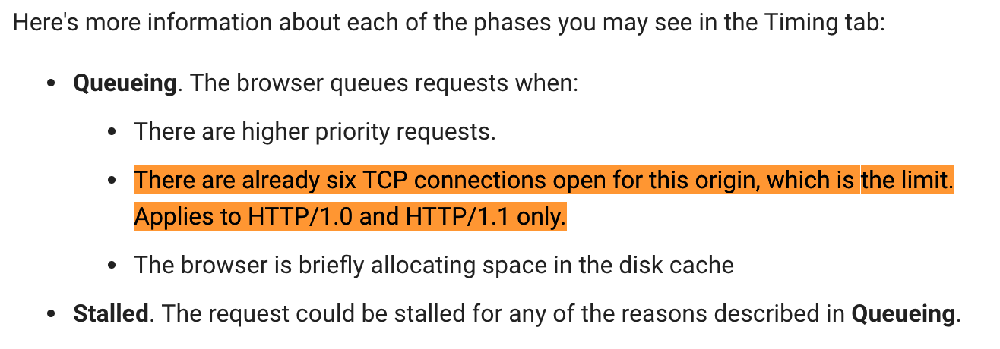 Here's more information about each of the phases you may see in the Timing tab:
• Queueing. The browser queues requests when:
• There are higher priority requests.
• There are already six TCP connections open for this origin, which is the limit.
Applies to HTTP/1.0 and HTTP/1.1 only.
• The browser is briefly allocating space in the disk cache
• Stalled. The request could be stalled for any of the reasons described in Queueing.